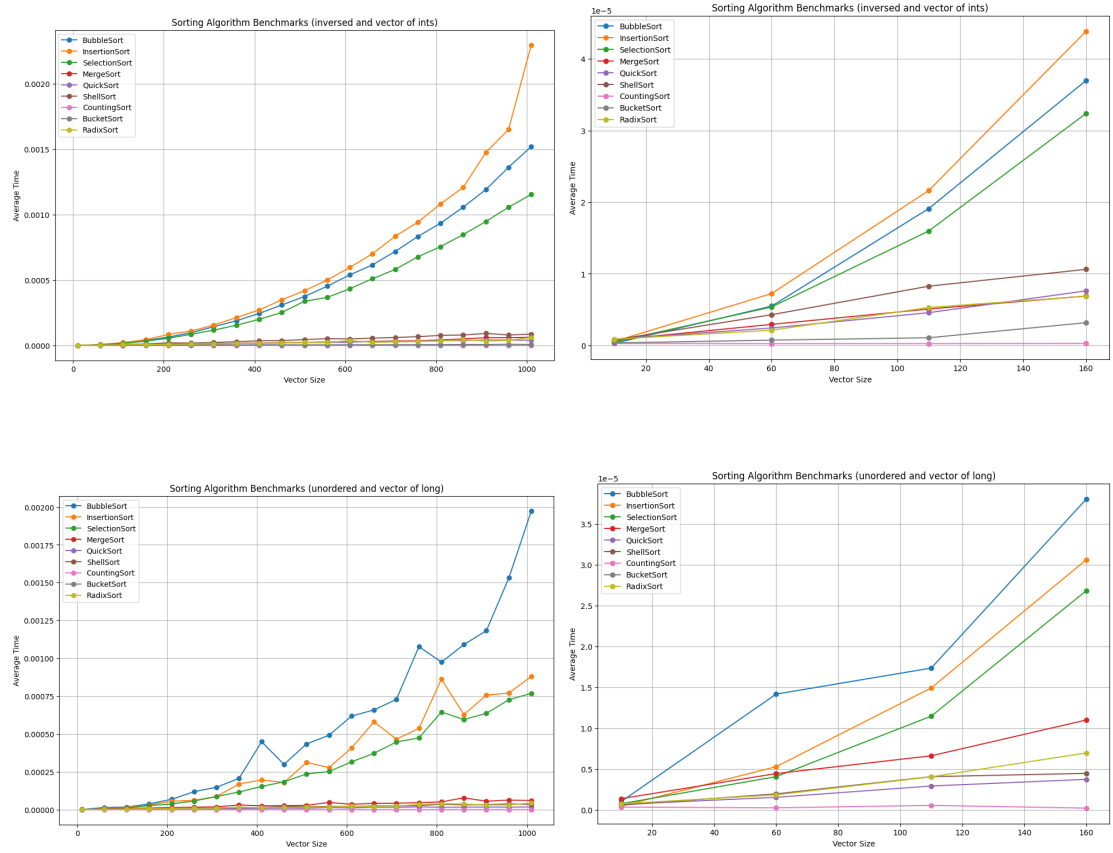 Sorting Algorithm Benchmarks (inversed and vector of ints)
BubbleSort
InsertionSort
SelectionSort
MergeSort
QuickSort
ShellSort
CountingSort
BucketSort
RadixSort
0.0020
0.0015
0.0010
0.0005
0.0000
Average Time
0 200 400 600 800 1000
Vector Size
Sorting Algorithm Benchmarks (inversed and vector of ints)
1e−5
BubbleSort
InsertionSort
SelectionSort
MergeSort
QuickSort
ShellSort
CountingSort
BucketSort
RadixSort
4
3
2
1
0
Average Time
20 40 60 80 100 120 140 160
Vector Size
Sorting Algorithm Benchmarks (unordered and vector of long)
BubbleSort
InsertionSort
SelectionSort
MergeSort
QuickSort
ShellSort
CountingSort
BucketSort
RadixSort
0.00200
0.00175
0.00150
0.00125
0.00100
0.00075
0.00050
0.00025
0.00000
Average Time
0 200 400 600 800 1000
Vector Size
Sorting Algorithm Benchmarks (unordered and vector of long)
1e−5
BubbleSort
InsertionSort
SelectionSort
MergeSort
QuickSort
ShellSort
CountingSort
BucketSort
RadixSort
3.5
3.0
2.5
2.0
1.5
1.0
0.5
0.0
Average Time
20 40 60 80 100 120 140 160
Vector Size